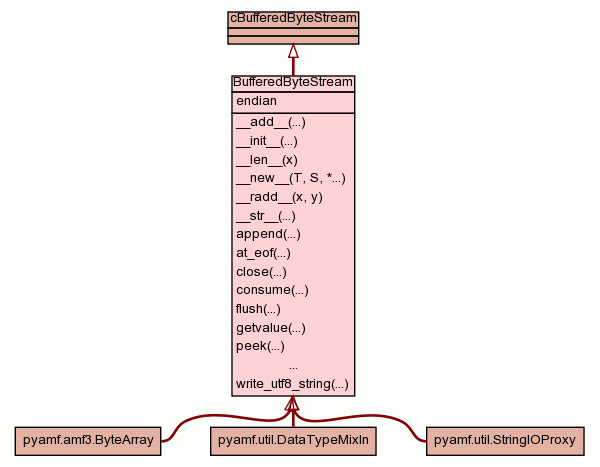 cBufferedByteStream
BufferedByteStream
endian
__add__(...)
__init__(...)
__len__(x)
__new__(T, S, *...)
__radd__(x, y)
__str__(...)
append(...)
at_eof(...)
close(...)
consume(...)
flush(...)
getvalue(...)
peek(...)
...
write_utf8_string(...)
pyamf.amf3.ByteArray
pyamf.util.DataTypeMixIn
pyamf.util.StringIOProxy